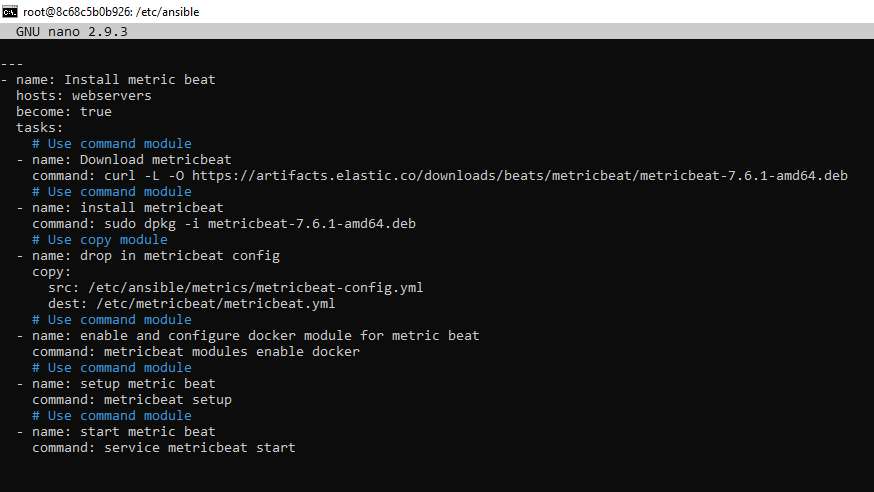 root@8c68c5b0b926: /etc/ansible
GNU nano 2.9.3
---
- name: Install metric beat
  hosts: webservers
  become: true
  tasks:
    # Use command module
  - name: Download metricbeat
    command: curl -L -O https://artifacts.elastic.co/downloads/beats/metricbeat/metricbeat-7.6.1-amd64.deb
    # Use command module
  - name: install metricbeat
    command: sudo dpkg -i metricbeat-7.6.1-amd64.deb
    # Use copy module
  - name: drop in metricbeat config
    copy:
      src: /etc/ansible/metrics/metricbeat-config.yml
      dest: /etc/metricbeat/metricbeat.yml
    # Use command module
  - name: enable and configure docker module for metric beat
    command: metricbeat modules enable docker
    # Use command module
  - name: setup metric beat
    command: metricbeat setup
    # Use command module
  - name: start metric beat
    command: service metricbeat start